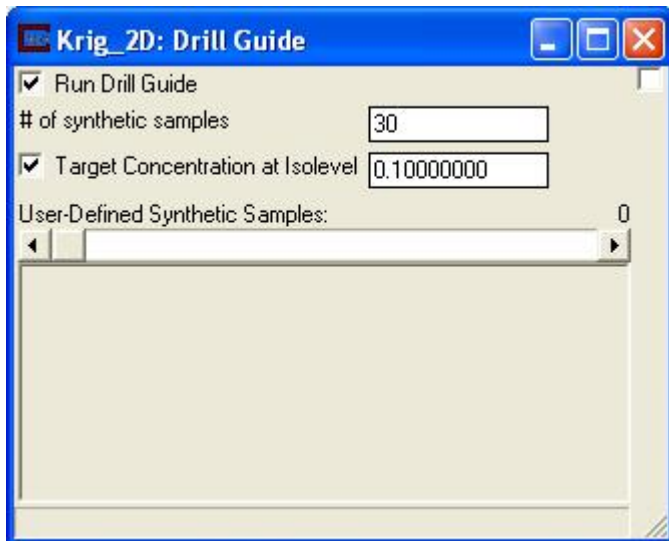 Krig_2D: Drill Guide
Run Drill Guide
# of synthetic samples 30
Target Concentration at Isolevel 0.10000000
User-Defined Synthetic Samples: 0